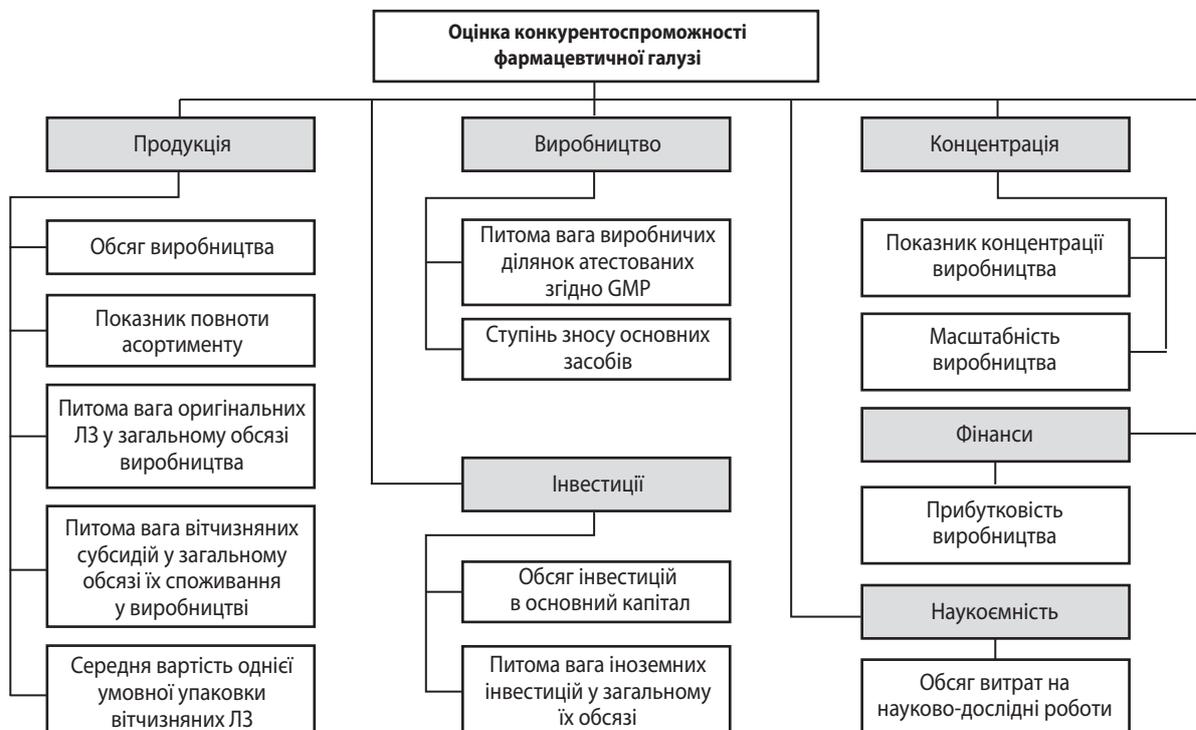 Оцінка конкурентоспроможності
фармацевтичної галузі
Продукція
Обсяг виробництва
Показник повноти
асортименту
Питома вага оригінальних
ЛЗ у загальному обсязі
виробництва
Питома вага вітчизняних
субсидій у загальному
обсязі їх споживання
у виробництві
Середня вартість однієї
умовної упаковки
вітчизняних ЛЗ
Виробництво
Питома вага виробничих
ділянок атестованих
згідно GMP
Ступінь зносу основних
засобів
Інвестиції
Обсяг інвестицій
в основний капітал
Питома вага іноземних
інвестицій у загальному
їх обсязі
Концентрація
Показник концентрації
виробництва
Масштабність
виробництва
Фінанси
Прибутковість
виробництва
Наукоємність
Обсяг витрат на
науково-дослідні роботи